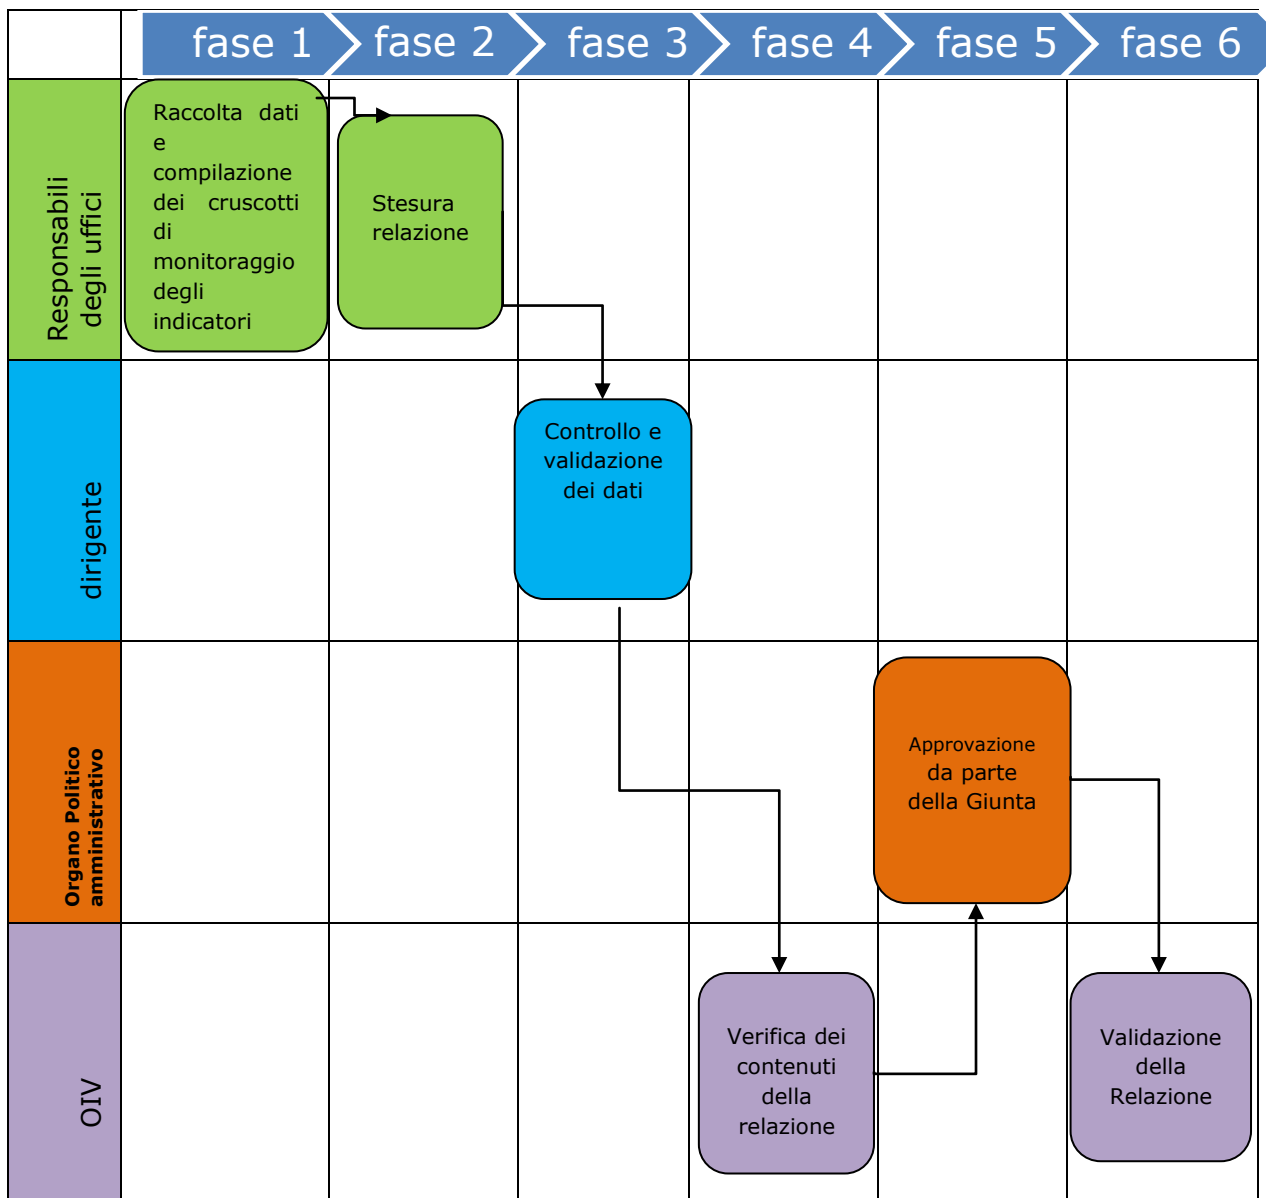 fase 1
fase 2
fase 3
fase 4
fase 5
fase 6
Responsabili
degli uffici
Raccolta dati
e
compilazione
dei cruscotti
di
monitoraggio
degli
indicatori
Stesura
relazione
dirigente
Controllo e
validazione
dei dati
Organo Politico
amministrativo
Approvazione
da parte
della Giunta
OIV
Verifica dei
contenuti
della
relazione
Validazione
della
Relazione